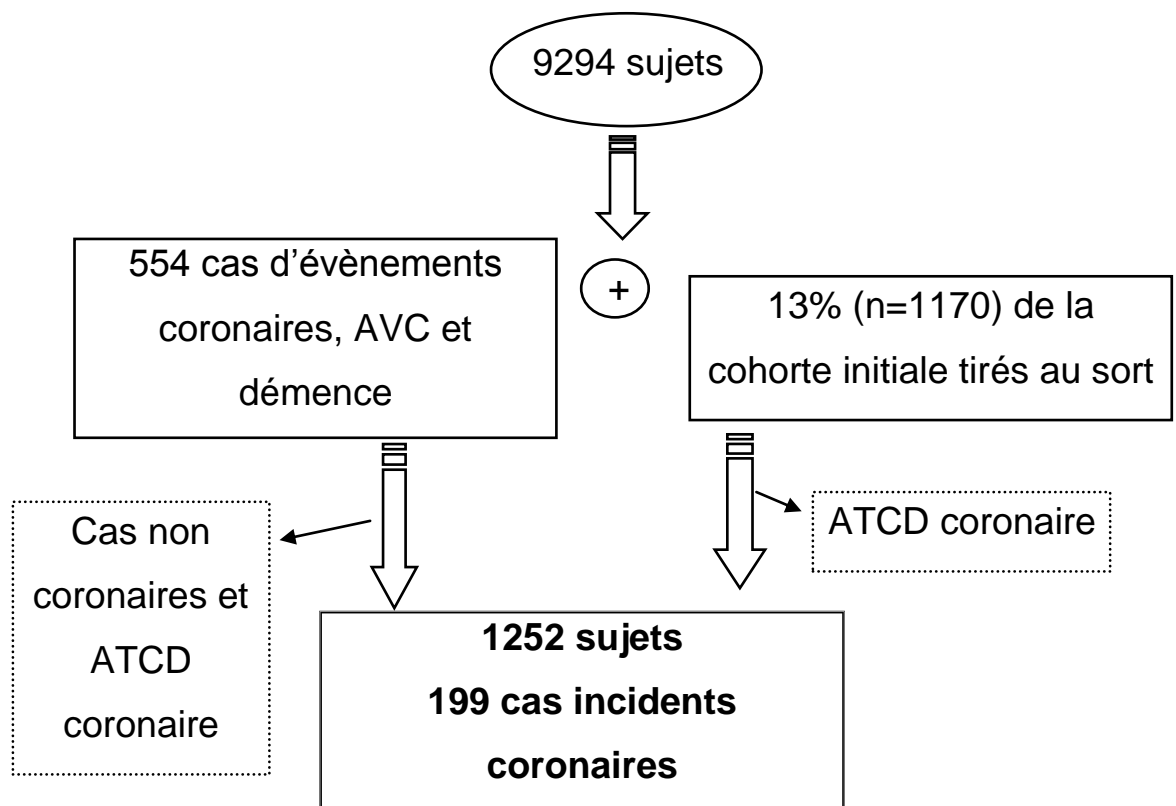 9294 sujets
554 cas d’évènements
coronaires, AVC et
démence
+
13% (n=1170) de la
cohorte initiale tirés au sort
Cas non
coronaires et
ATCD
coronaire
ATCD coronaire
1252 sujets
199 cas incidents
coronaires